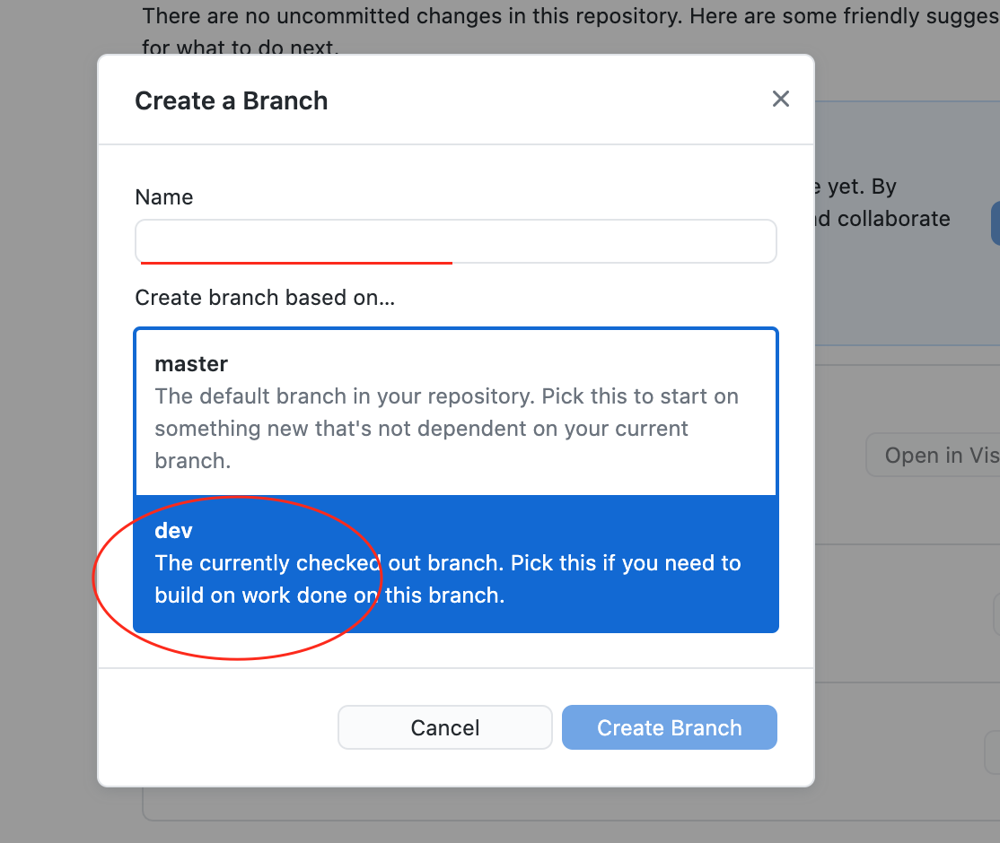 There are no uncommitted changes in this repository. Here are some friendly
for what to do next.
Create a Branch
yet. By
collaborate
Name
Create branch based on...
master
The default branch in your repository. Pick this to start on
something new that's not dependent on your current
branch.
Open in
dev
The currently checked out branch. Pick this if you need to
build on work done on this branch.
Cancel
Create Branch